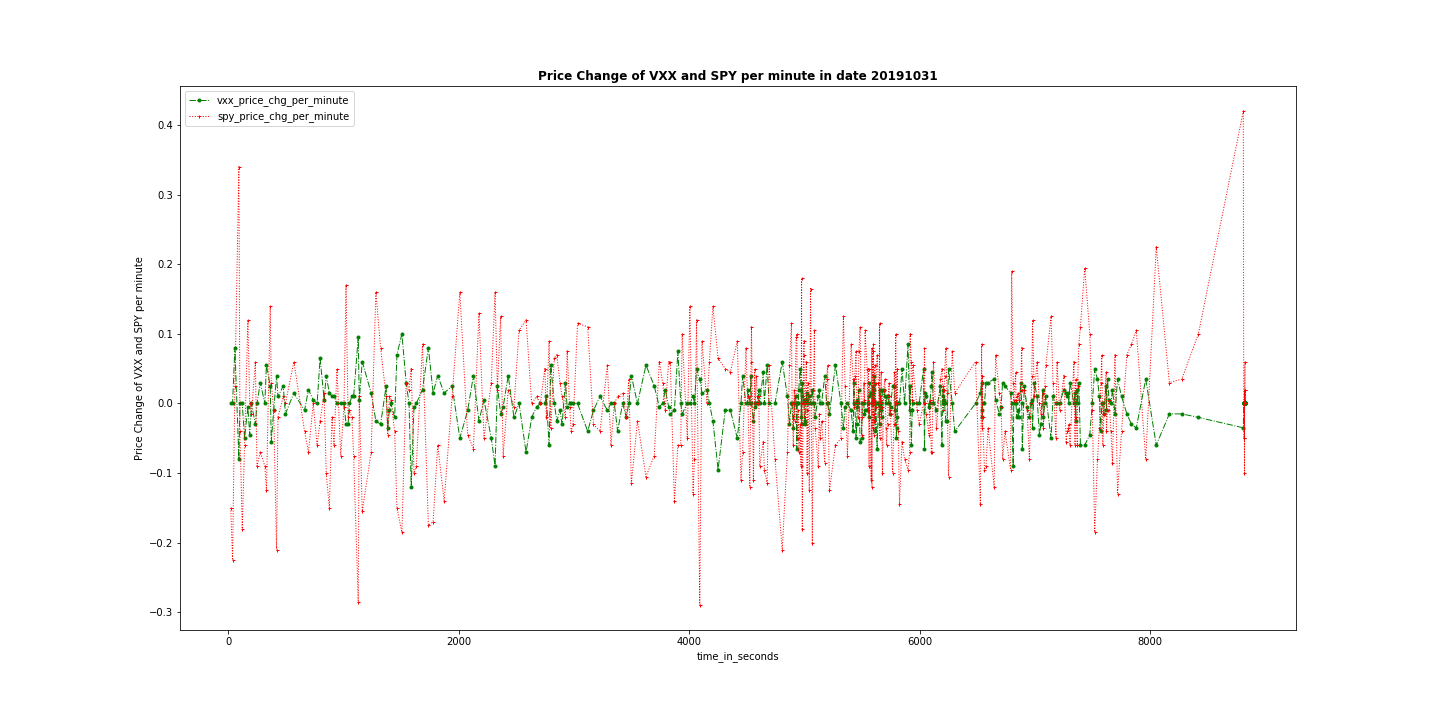 Price Change of VXX and SPY per minute in date 20191031
vxx_price_chg_per_minute
spy_price_chg_per_minute
Price Change of VXX and SPY per minute
0.4
0.3
0.2
0.1
0.0
−0.1
−0.2
−0.3
0 2000 4000 6000 8000
time_in_seconds